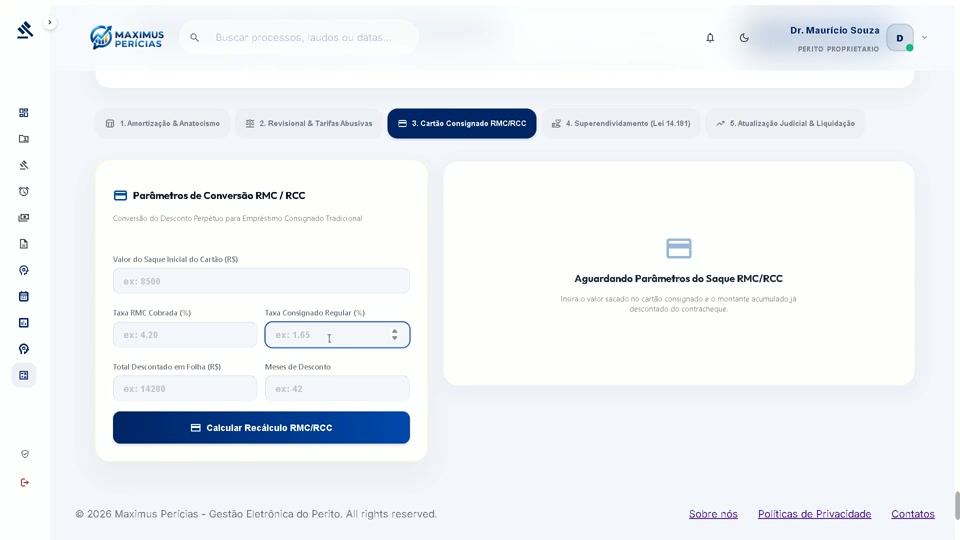 MAXIMUS
PERÍCIAS
Buscar processos, laudos ou datas...
Dr. Maurício Souza
PERITO PROPRIETARIO
D
1. Amortização & Anatocismo
2. Revisional & Tarifas Abusivas
3. Cartão Consignado RMC/RCC
4. Superendividamento (Lei 14.181)
5. Atualização Judicial & Liquidação
Parâmetros de Conversão RMC / RCC
Conversão do Desconto Perpétuo para Empréstimo Consignado Tradicional
Valor do Saque Inicial do Cartão (R$)
ex: 8500
Taxa RMC Cobrada (%)
Taxa Consignado Regular (%)
ex: 4.20
ex: 1.65
Total Descontado em Folha (R$)
Meses de Desconto
ex: 14200
ex: 42
Calcular Recálculo RMC/RCC
Aguardando Parâmetros do Saque RMC/RCC
Insira o valor sacado no cartão consignado e o montante acumulado já
descontado do contracheque.
© 2026 Maximus Perícias - Gestão Eletrônica do Perito. All rights reserved.
Sobre nós
Políticas de Privacidade
Contatos